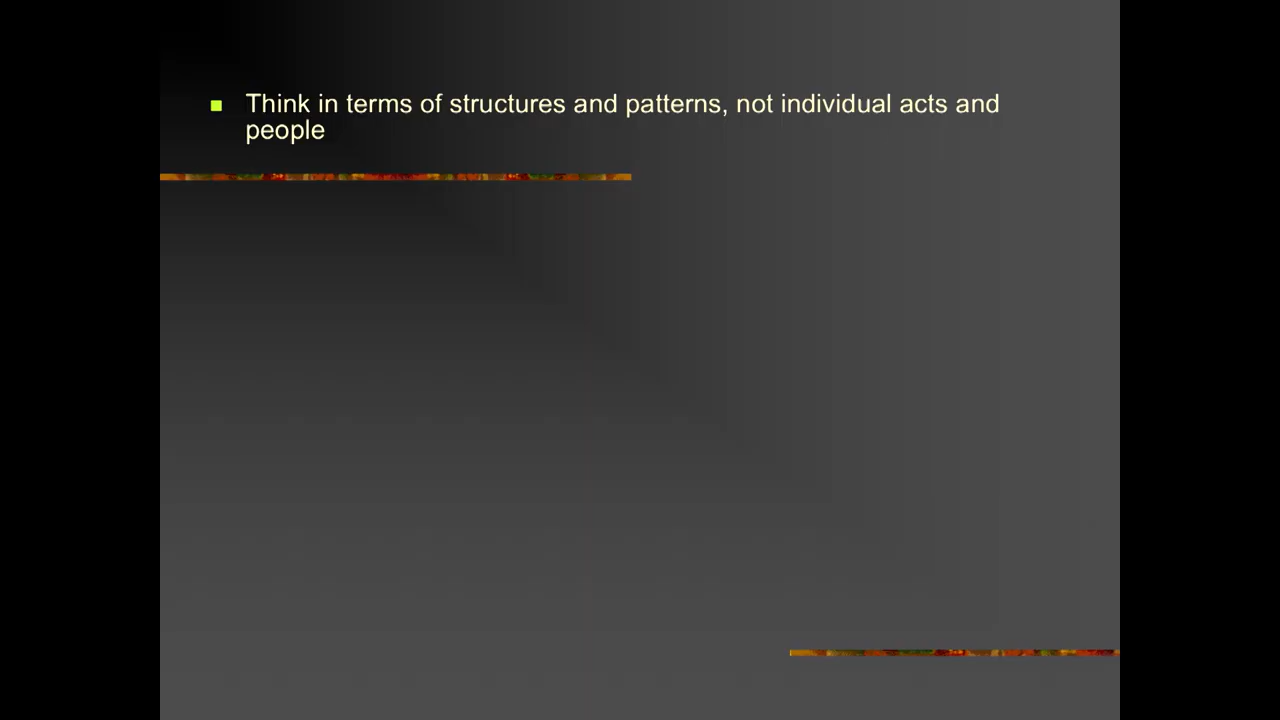 Think in terms of structures and patterns, not individual acts and
people